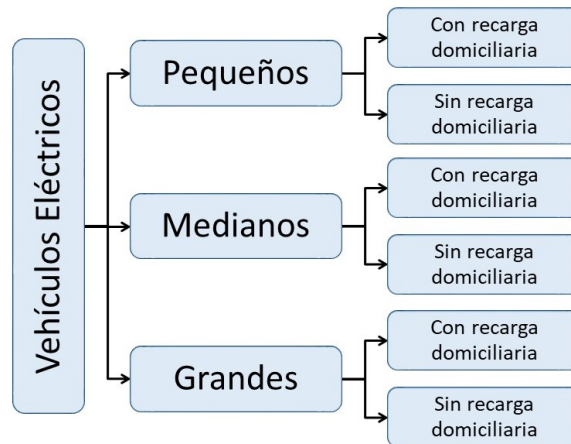 Vehículos Eléctricos
Pequeños
Con recarga
domiciliaria
Sin recarga
domiciliaria
Medianos
Con recarga
domiciliaria
Sin recarga
domiciliaria
Grandes
Con recarga
domiciliaria
Sin recarga
domiciliaria